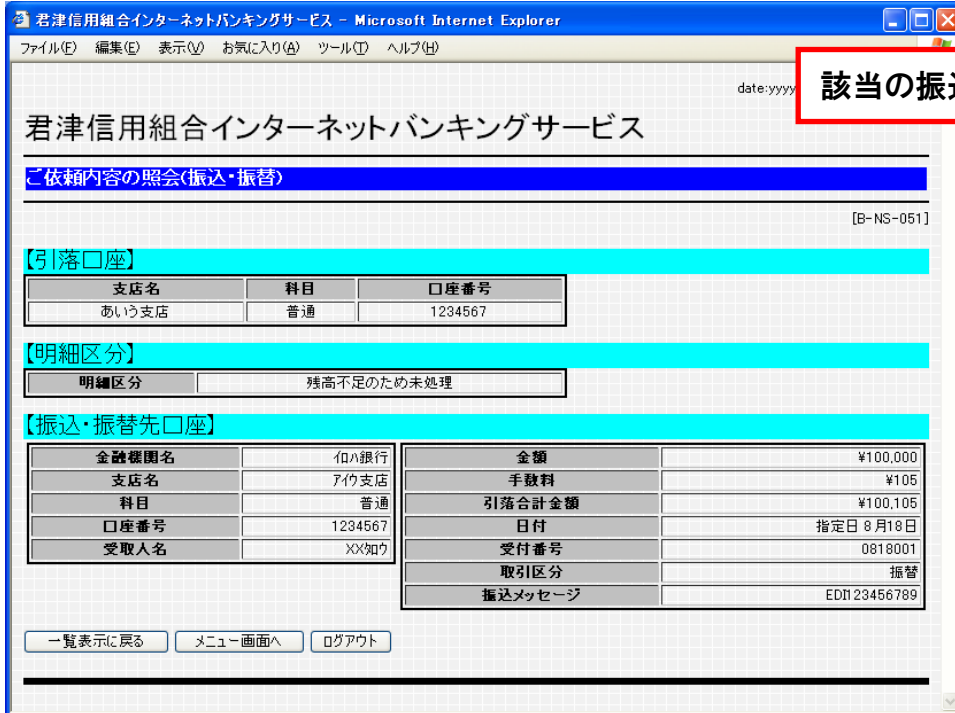 君津信用組合インターネットバンキングサービス - Microsoft Internet Explorer
ファイル(F) 編集(E) 表示(V) お気に入り(A) ツール(T) ヘルプ(H)
date:yyyy
該当の振込
君津信用組合インターネットバンキングサービス
ご依頼内容の照会(振込・振替)
[B-NS-051]
【引落口座】
支店名 科目 口座番号
あいう支店 普通 1234567
【明細区分】
明細区分 残高不足のため未処理
【振込・振替先口座】
金融機関名 イロハ銀行 金額 ¥100,000
支店名 アイウ支店 手数料 ¥105
科目 普通 引落合計金額 ¥100,105
口座番号 1234567 日付 指定日 8月18日
受取人名 受付番号 0818001
取引区分 振替
振込メッセージ EDI123456789
一覧表示に戻る メニュー画面へ ログアウト